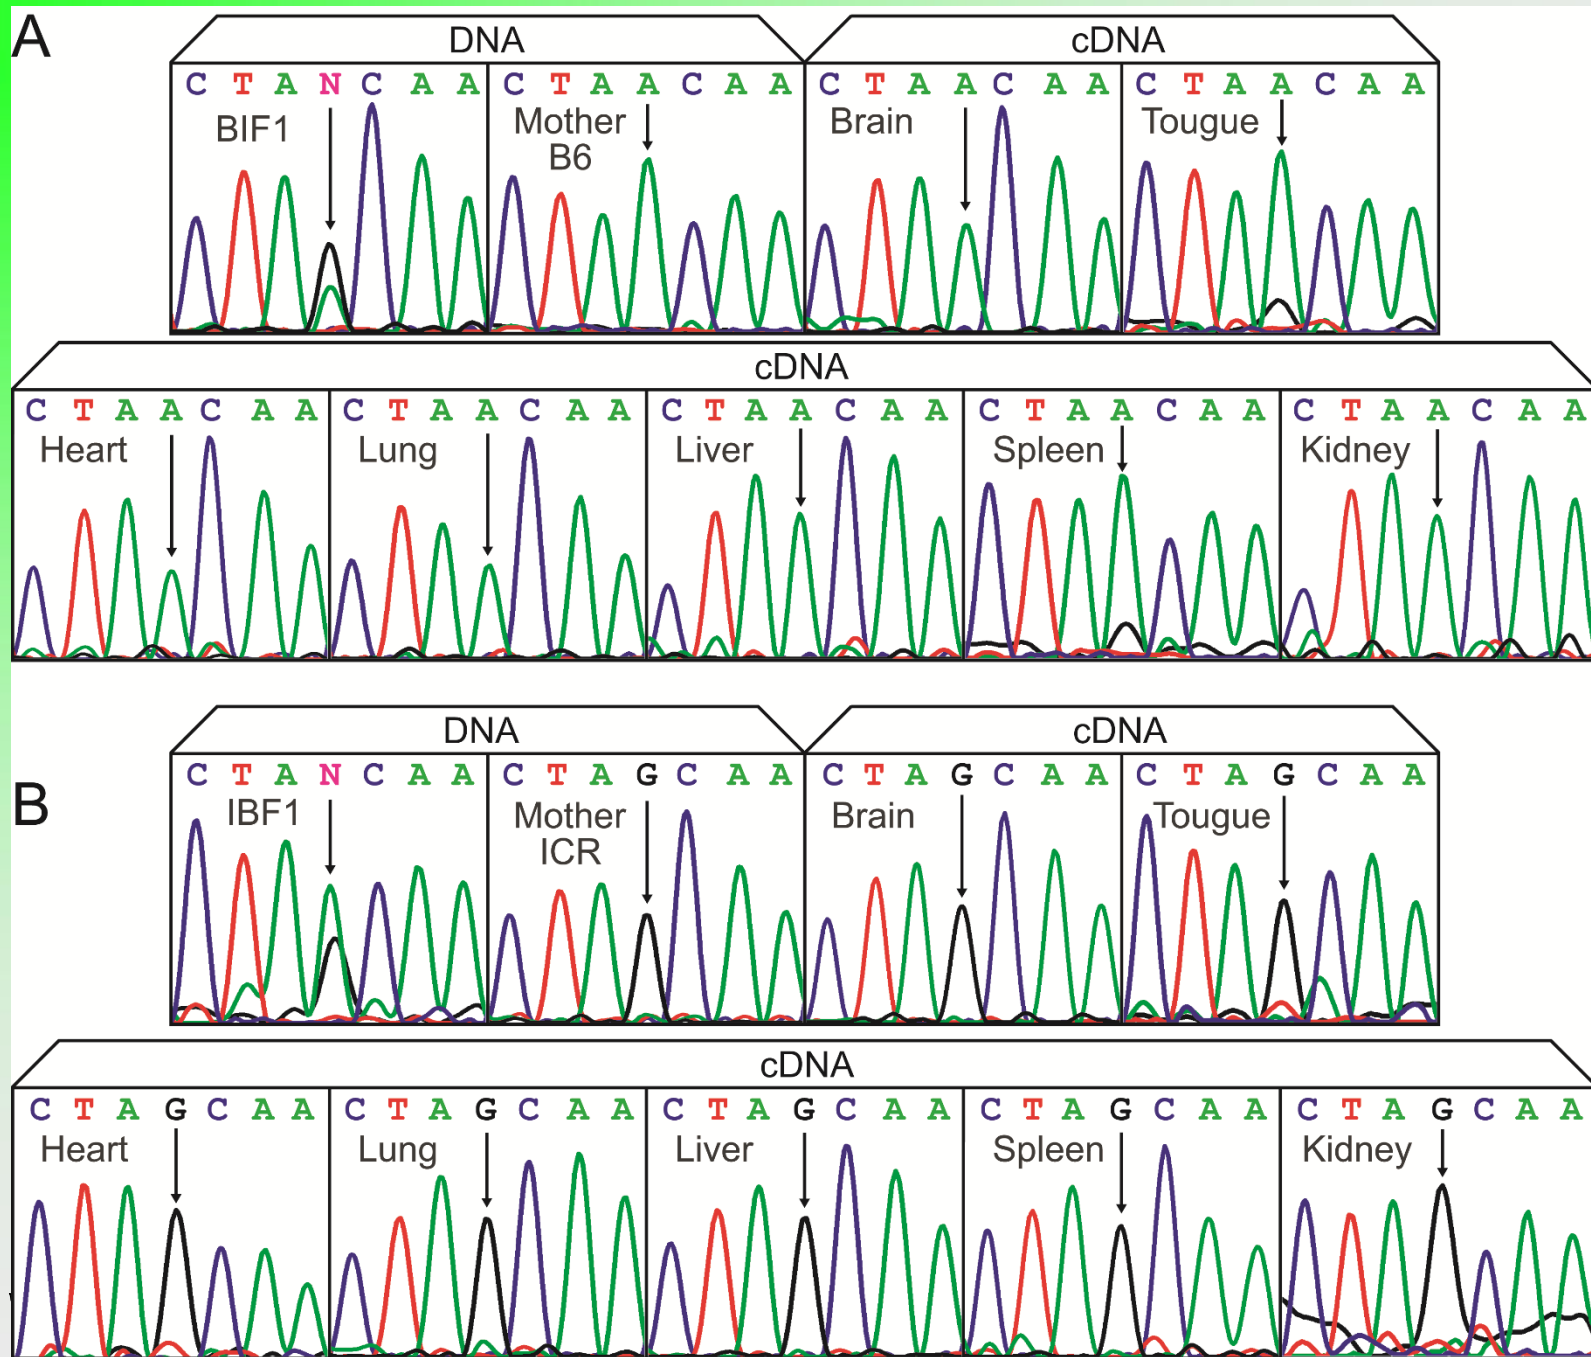 A
DNA cDNA
C T A N C A A C T A A C A A C T A A C A A C T A A C A A
BIF1 Mother B6 Brain Tougue
cDNA
C T A A C A A C T A A C A A C T A A C A A C T A A C A A C T A A C A A
Heart Lung Liver Spleen Kidney
DNA cDNA
C T A N C A A C T A G C A A C T A G C A A C T A G C A A
B
IBF1 Mother ICR Brain Tougue
cDNA
C T A G C A A C T A G C A A C T A G C A A C T A G C A A C T A G C A A
Heart Lung Liver Spleen Kidney